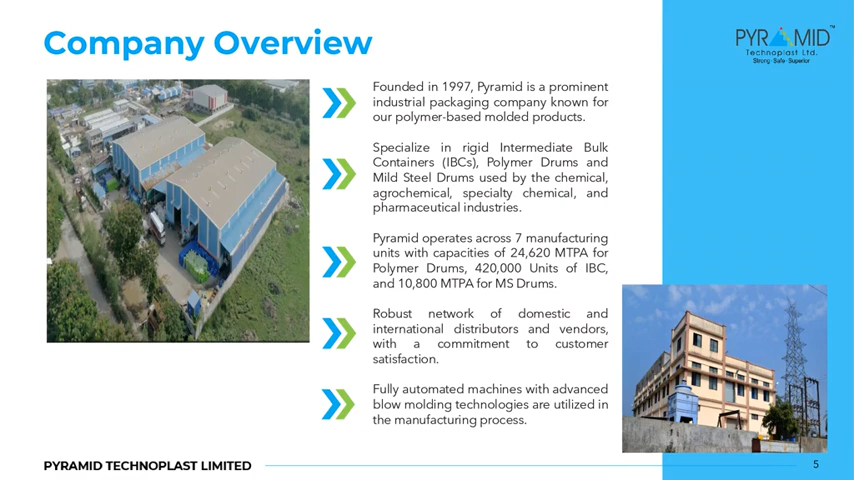 Company Overview
PYRAMID
™
Technoplast Ltd.
Strong·Safe·Superior
Founded in 1997, Pyramid is a prominent
industrial packaging company known for
our polymer-based molded products.
Specialize in rigid Intermediate Bulk
Containers (IBCs), Polymer Drums and
Mild Steel Drums used by the chemical,
agrochemical, specialty chemical, and
pharmaceutical industries.
Pyramid operates across 7 manufacturing
units with capacities of 24,620 MTPA for
Polymer Drums, 420,000 Units of IBC,
and 10,800 MTPA for MS Drums.
Robust network of domestic and
international distributors and vendors,
with a commitment to customer
satisfaction.
Fully automated machines with advanced
blow molding technologies are utilized in
the manufacturing process.
PYRAMID TECHNOPLAST LIMITED
5